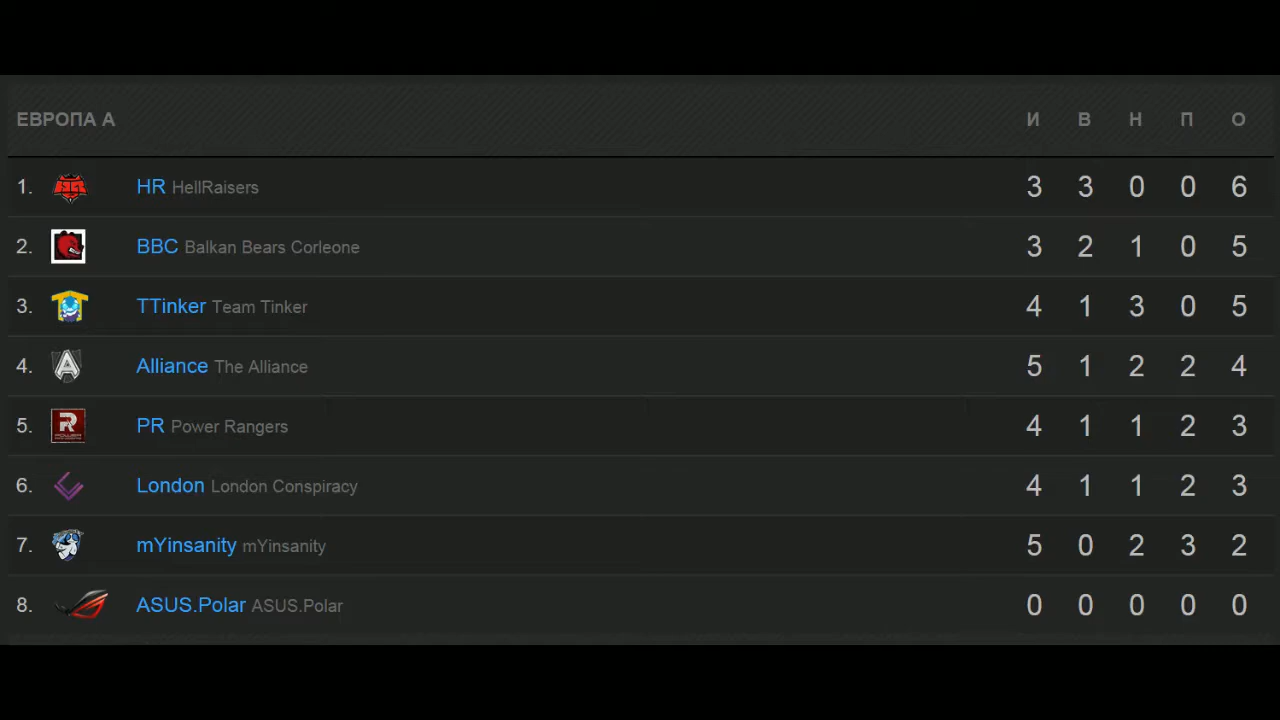 ЕВРОПА А И В Н П О
1. HR HellRaisers 3 3 0 0 6
2. BBC Balkan Bears Corleone 3 2 1 0 5
3. TTinker Team Tinker 4 1 3 0 5
4. Alliance The Alliance 5 1 2 2 4
5. PR Power Rangers 4 1 1 2 3
6. London London Conspiracy 4 1 1 2 3
7. mYinsanity mYinsanity 5 0 2 3 2
8. ASUS.Polar ASUS.Polar 0 0 0 0 0